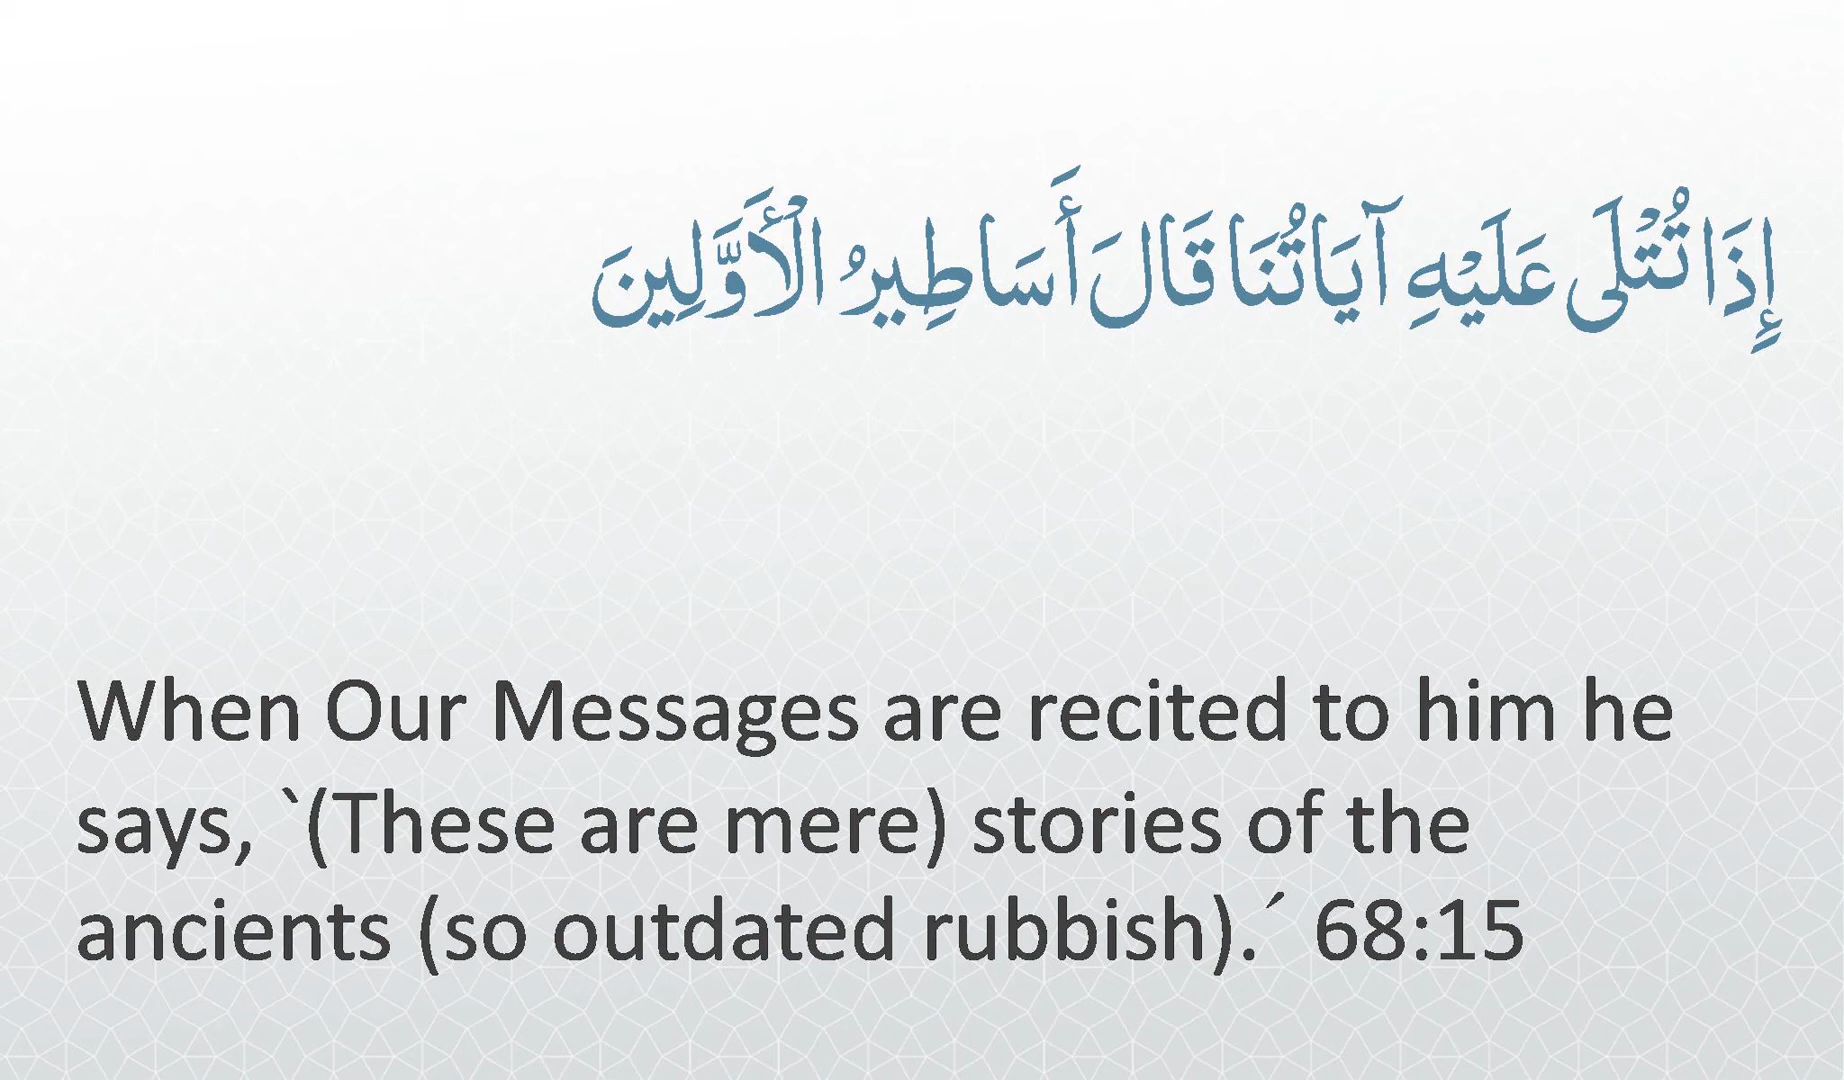 إِذَا تُتْلَى عَلَيْهِ آيَاتُنَا قَالَ أَسَاطِيرُ الْأَوَّلِينَ
When Our Messages are recited to him he
says, `(These are mere) stories of the
ancients (so outdated rubbish).´ 68:15